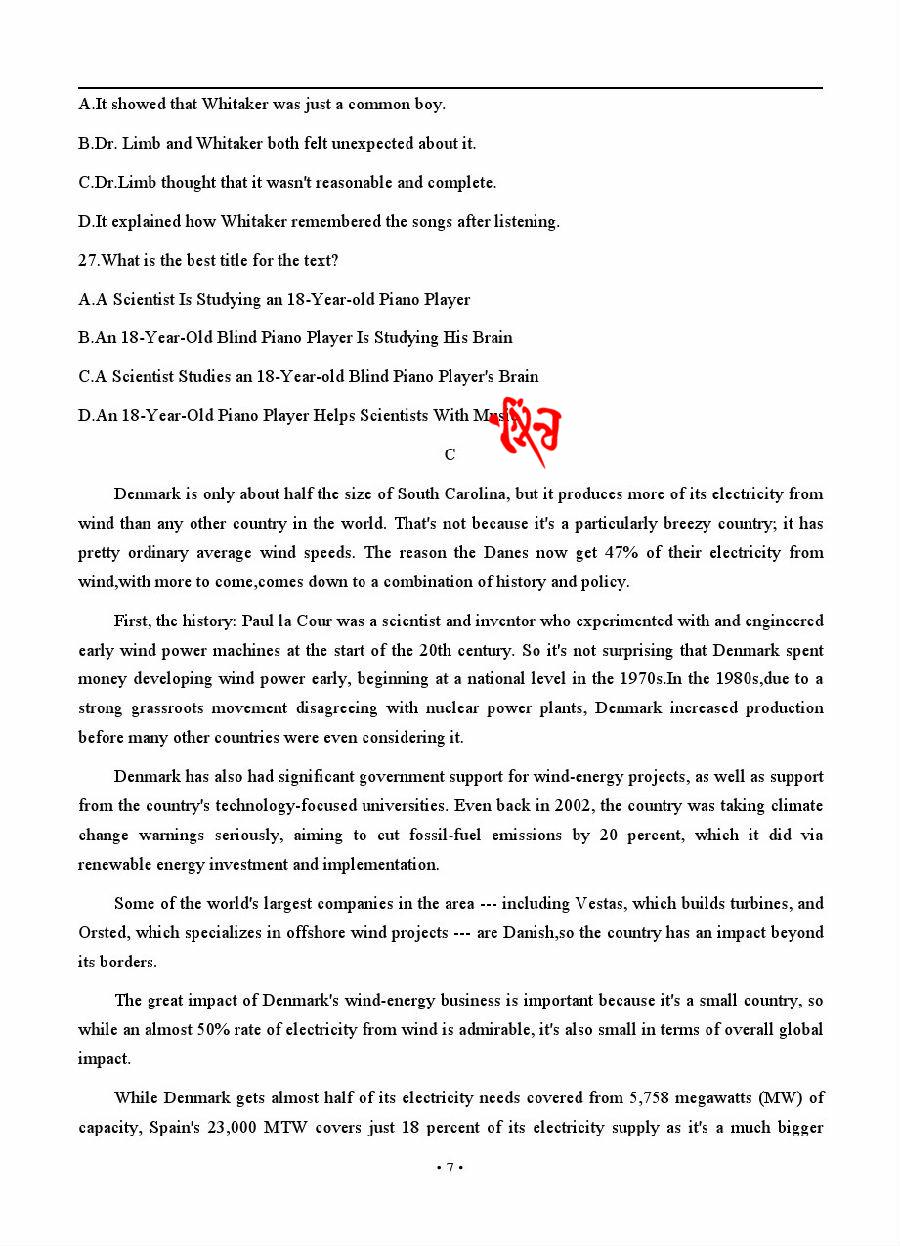 A.It showed that Whitaker was just a common boy.
B.Dr. Limb and Whitaker both felt unexpected about it.
C.Dr.Limb thought that it wasn't reasonable and complete.
D.It explained how Whitaker remembered the songs after listening.
27.What is the best title for the text?
A.A Scientist Is Studying an 18-Year-old Piano Player
B.An 18-Year-Old Blind Piano Player Is Studying His Brain
C.A Scientist Studies an 18-Year-old Blind Piano Player's Brain
D.An 18-Year-Old Piano Player Helps Scientists With Music
C
Denmark is only about half the size of South Carolina, but it produces more of its electricity from
wind than any other country in the world. That's not because it's a particularly breezy country; it has
pretty ordinary average wind speeds. The reason the Danes now get 47% of their electricity from
wind,with more to come,comes down to a combination of history and policy.
First, the history: Paul la Cour was a scientist and inventor who experimented with and engineered
early wind power machines at the start of the 20th century. So it's not surprising that Denmark spent
money developing wind power early, beginning at a national level in the 1970s.In the 1980s,due to a
strong grassroots movement disagreeing with nuclear power plants, Denmark increased production
before many other countries were even considering it.
Denmark has also had significant government support for wind-energy projects, as well as support
from the country's technology-focused universities. Even back in 2002, the country was taking climate
change warnings seriously, aiming to cut fossil-fuel emissions by 20 percent, which it did via
renewable energy investment and implementation.
Some of the world's largest companies in the area --- including Vestas, which builds turbines, and
Orsted, which specializes in offshore wind projects --- are Danish,so the country has an impact beyond
its borders.
The great impact of Denmark's wind-energy business is important because it's a small country, so
while an almost 50% rate of electricity from wind is admirable, it's also small in terms of overall global
impact.
While Denmark gets almost half of its electricity needs covered from 5,758 megawatts (MW) of
capacity, Spain's 23,000 MTW covers just 18 percent of its electricity supply as it's a much bigger
• 7 •